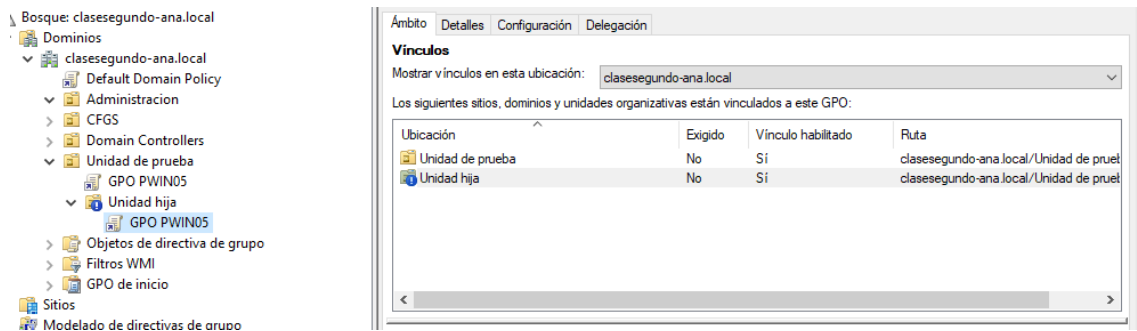 Bosque: clasesegundo-ana.local
Dominios
clasesegundo-ana.local
Default Domain Policy
Administracion
CFGS
Domain Controllers
Unidad de prueba
GPO PWIN05
Unidad hija
GPO PWIN05
Objetos de directiva de grupo
Filtros WMI
GPO de inicio
Sitios
Modelado de directivas de grupo
Ámbito Detalles Configuración Delegación
Vínculos
Mostrar vínculos en esta ubicación: clasesegundo-ana.local
Los siguientes sitios, dominios y unidades organizativas están vinculados a este GPO:
Ubicación Exigido Vínculo habilitado Ruta
Unidad de prueba No Sí clasesegundo-ana.local/Unidad de prueb
Unidad hija No Sí clasesegundo-ana.local/Unidad de prueb